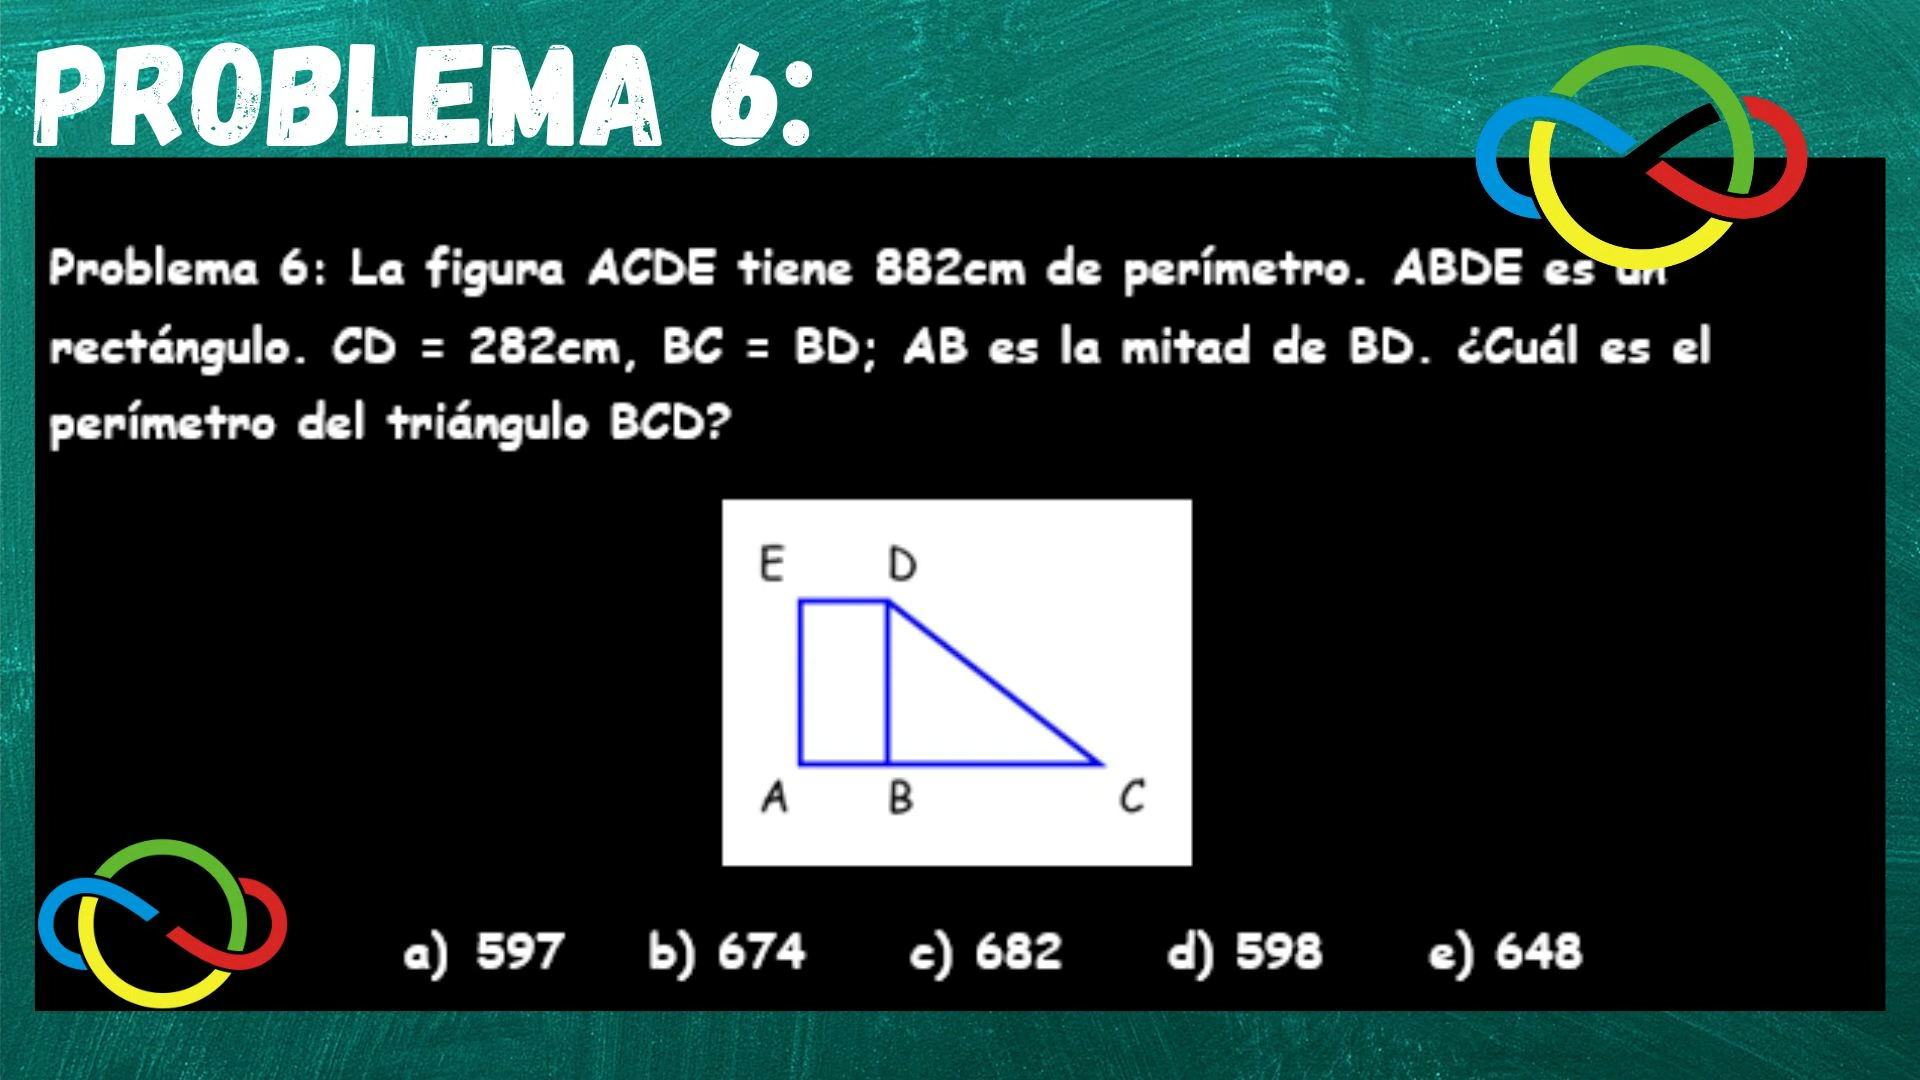 PROBLEMA 6:
Problema 6: La figura ACDE tiene 882cm de perímetro. ABDE es un
rectángulo. CD = 282cm, BC = BD; AB es la mitad de BD. ¿Cuál es el
perímetro del triángulo BCD?
E D
A B C
a) 597 b) 674 c) 682 d) 598 e) 648